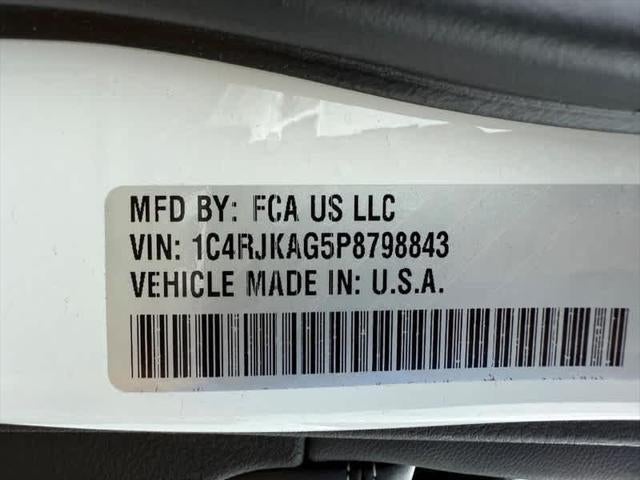 MFD BY: FCA US LLC
VIN: 1C4RJKAG5P8798843
VEHICLE MADE IN: U.S.A.